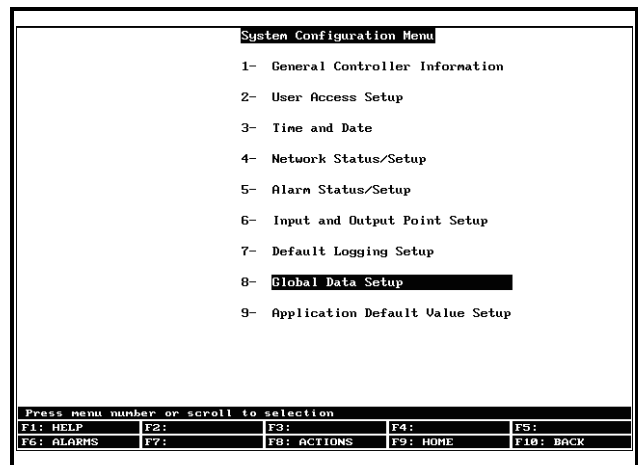 System Configuration Menu
1- General Controller Information
2- User Access Setup
3- Time and Date
4- Network Status/Setup
5- Alarm Status/Setup
6- Input and Output Point Setup
7- Default Logging Setup
8- Global Data Setup
9- Application Default Value Setup
Press menu number or scroll to selection
F1: HELP F2: F3: F4: F5:
F6: ALARMS F7: F8: ACTIONS F9: HOME F10: BACK